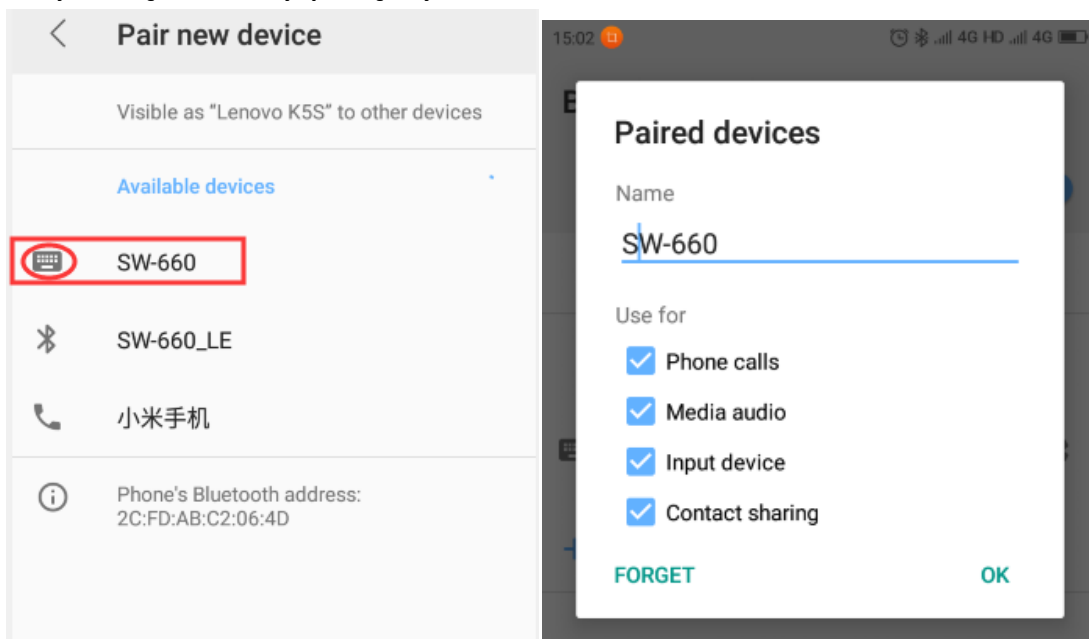 Pair new device
Visible as "Lenovo K5S" to other devices
Available devices
SW-660
SW-660_LE
小米手机
Phone's Bluetooth address:
2C:FD:AB:C2:06:4D
15:02
4G HD 4G
Paired devices
Name
SW-660
Use for
Phone calls
Media audio
Input device
Contact sharing
FORGET
OK